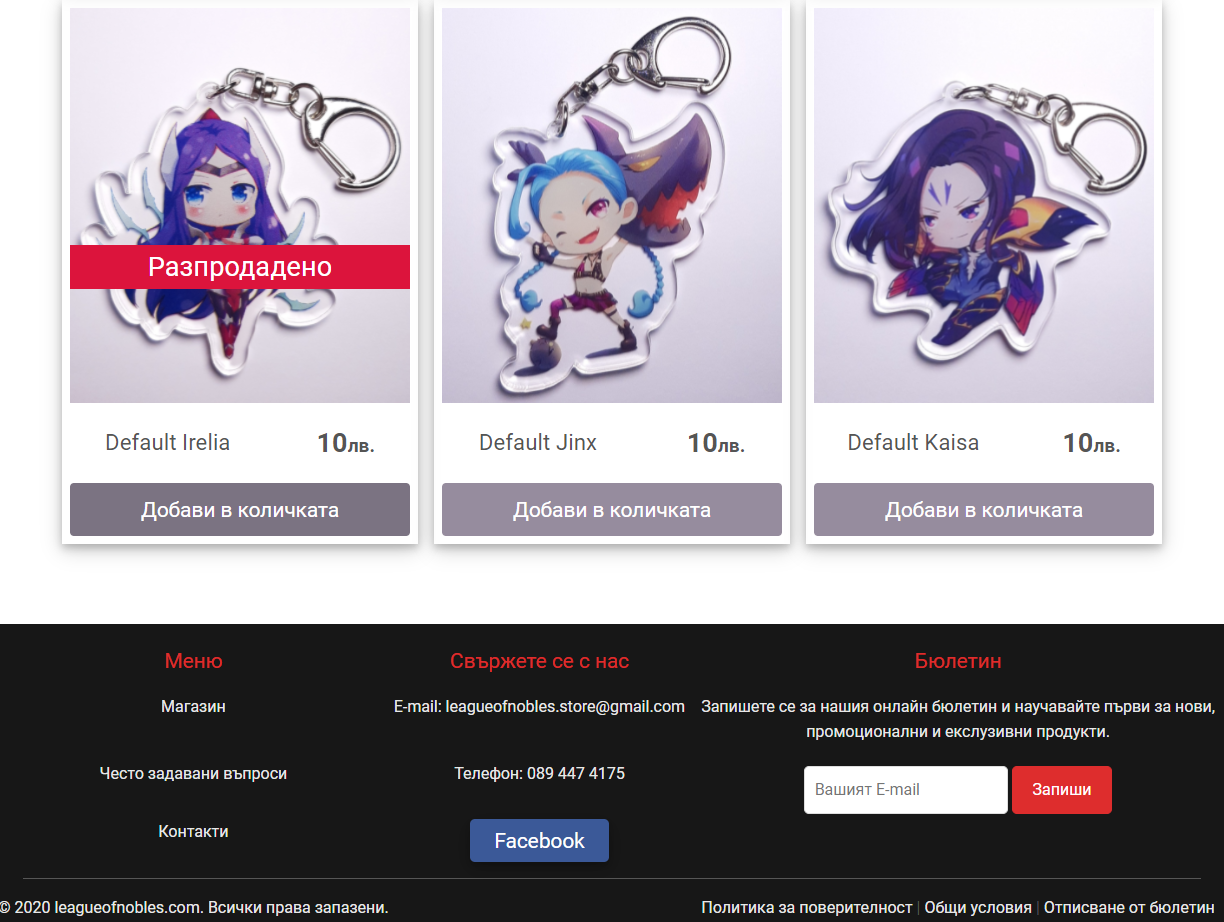 Разпродадено
Default Irelia 10лв.
Добави в количката
Default Jinx 10лв.
Добави в количката
Default Kaisa 10лв.
Добави в количката
Меню
Магазин
Често задавани въпроси
Контакти
Свържете се с нас
E-mail: leagueofnobles.store@gmail.com
Телефон: 089 447 4175
Facebook
Бюлетин
Запишете се за нашия онлайн бюлетин и научавайте първи за нови,
промоционални и екслузивни продукти.
Вашият E-mail
Запиши
© 2020 leagueofnobles.com. Всички права запазени.
Политика за поверителност | Общи условия | Отписване от бюлетин